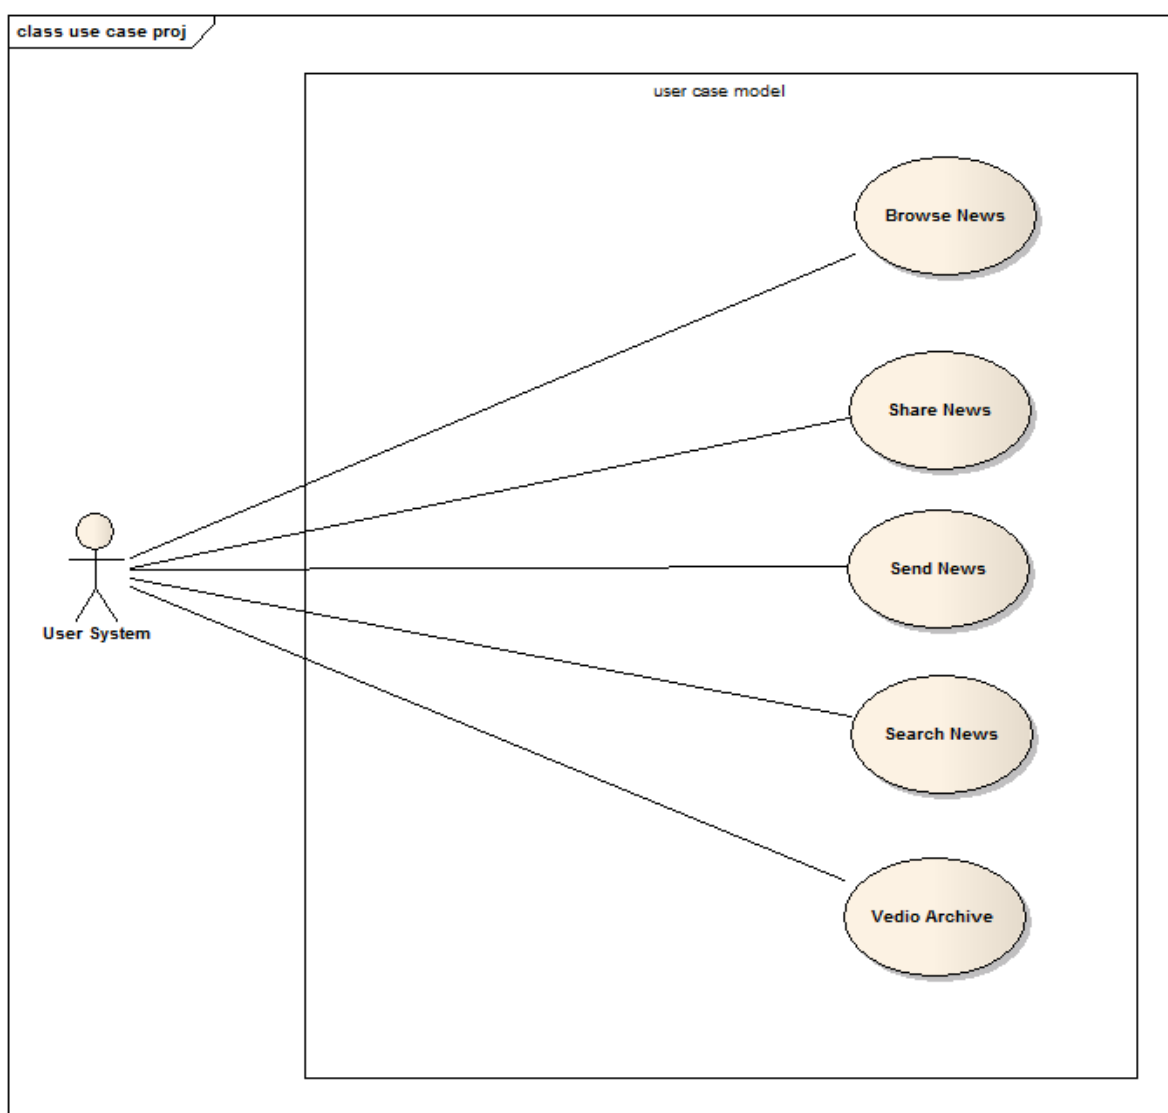 class use case proj
user case model
Browse News
Share News
Send News
Search News
Vedio Archive
User System